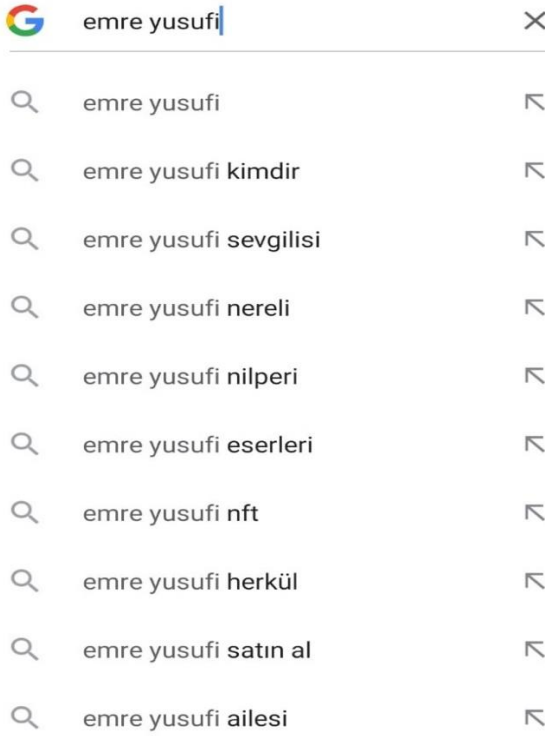 emre yusufi
emre yusufi
emre yusufi kimdir
emre yusufi sevgilisi
emre yusufi nereli
emre yusufi nilperi
emre yusufi eserleri
emre yusufi nft
emre yusufi herkül
emre yusufi satın al
emre yusufi ailesi